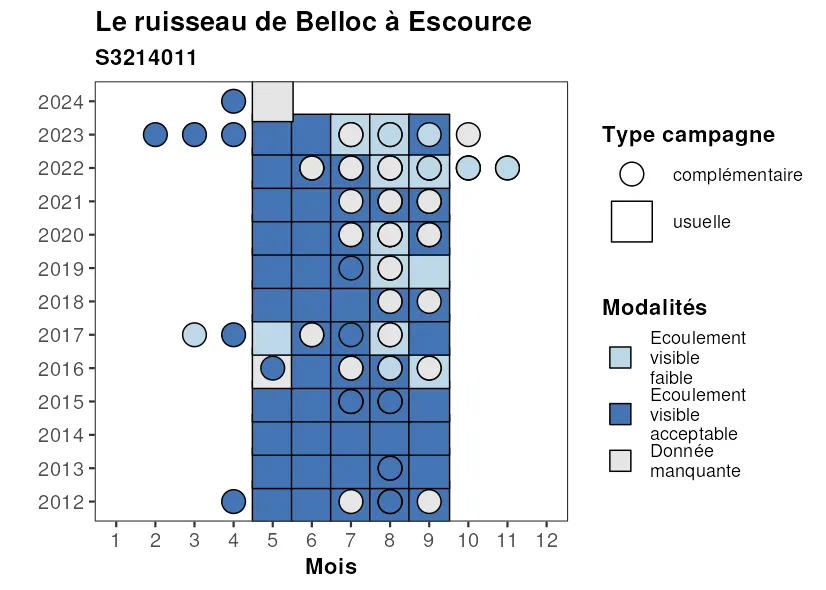 Le ruisseau de Belloc à Escource
S3214011
2024
2023
2022
2021
2020
2019
2018
2017
2016
2015
2014
2013
2012
1 2 3 4 5 6 7 8 9 10 11 12
Mois
Type campagne
complémentaire
usuelle
Modalités
Ecoulement
visible
faible
Ecoulement
visible
acceptable
Donnée
manquante